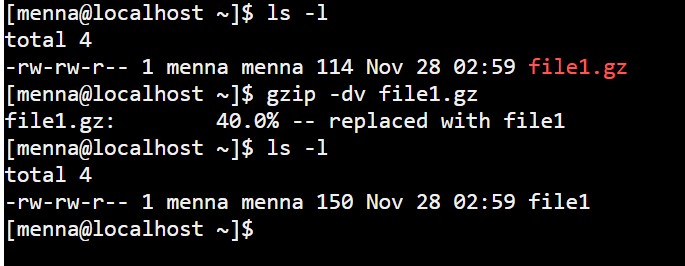 [menna@localhost ~]$ ls -l
total 4
-rw-rw-r-- 1 menna menna 114 Nov 28 02:59 file1.gz
[menna@localhost ~]$ gzip -dv file1.gz
file1.gz:        40.0% -- replaced with file1
[menna@localhost ~]$ ls -l
total 4
-rw-rw-r-- 1 menna menna 150 Nov 28 02:59 file1
[menna@localhost ~]$